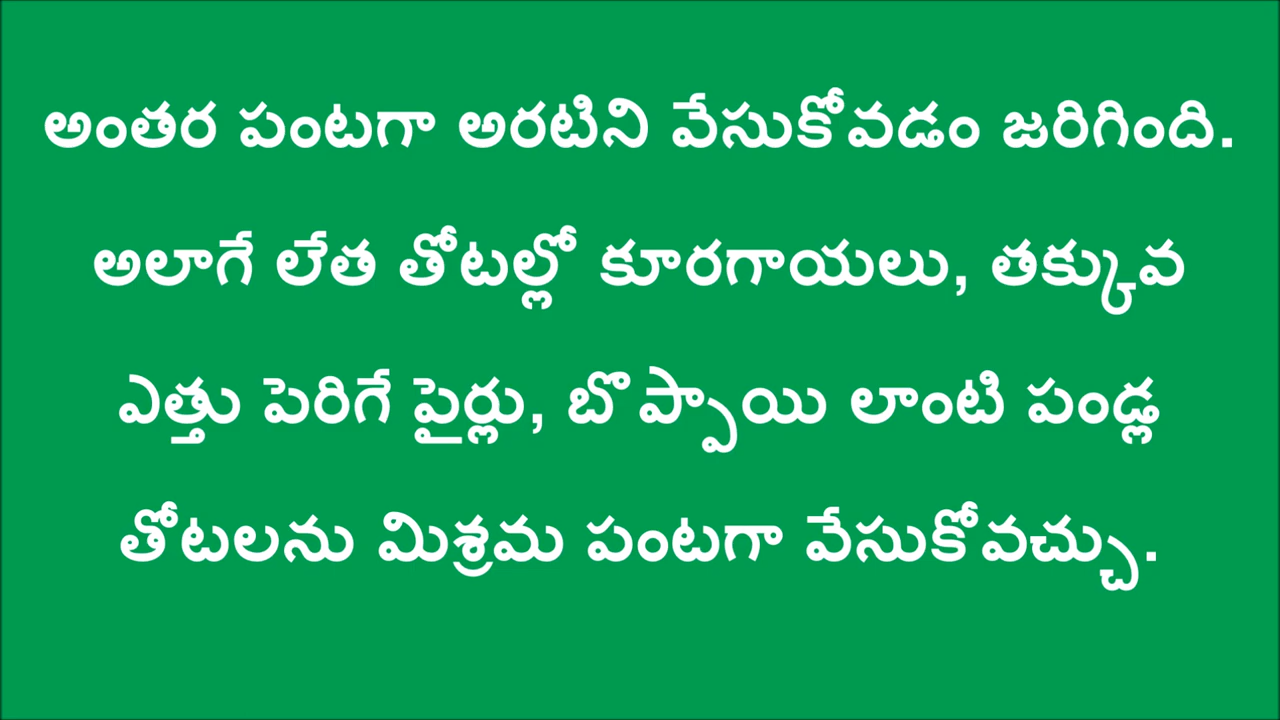 అంతర పంటగా అరటిని వేసుకోవడం జరిగింది.
అలాగే లేత తోటల్లో కూరగాయలు, తక్కువ
ఎత్తు పెరిగే పైర్లు, బొప్పాయి లాంటి పండ్ల
తోటలను మిశ్రమ పంటగా వేసుకోవచ్చు.